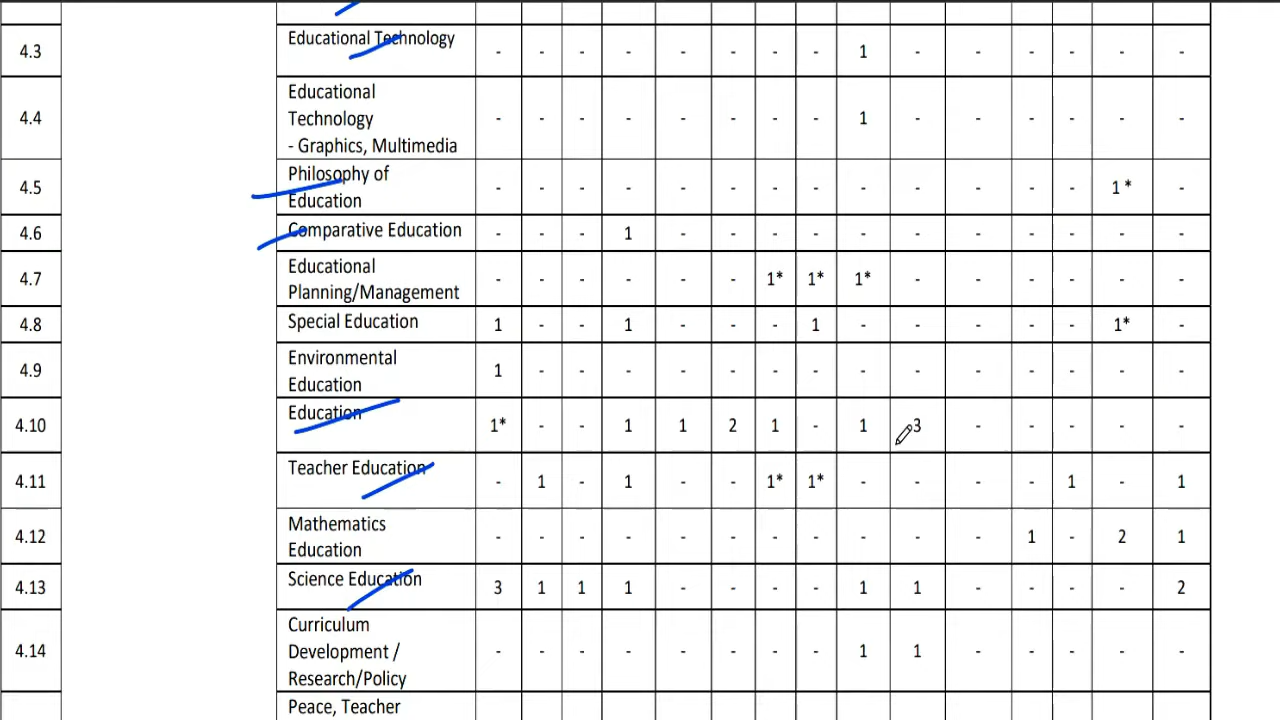 4.3 Educational Technology - - - - - - - - 1 - - - - - -
4.4 Educational
Technology
- Graphics, Multimedia - - - - - - - - 1 - - - - - -
4.5 Philosophy of
Education - - - - - - - - - - - - - 1 * -
4.6 Comparative Education - - - 1 - - - - - - - - - - -
4.7 Educational
Planning/Management - - - - - - 1* 1* 1* - - - - - -
4.8 Special Education 1 - - 1 - - - 1 - - - - - 1* -
4.9 Environmental
Education 1 - - - - - - - - - - - - - -
4.10 Education 1* - - 1 1 2 1 - 1 3 - - - - -
4.11 Teacher Education - 1 - 1 - - 1* 1* - - - - 1 - 1
4.12 Mathematics
Education - - - - - - - - - - - 1 - 2 1
4.13 Science Education 3 1 1 1 - - - - 1 1 - - - - 2
4.14 Curriculum
Development /
Research/Policy - - - - - - - - 1 1 - - - - -
Peace, Teacher